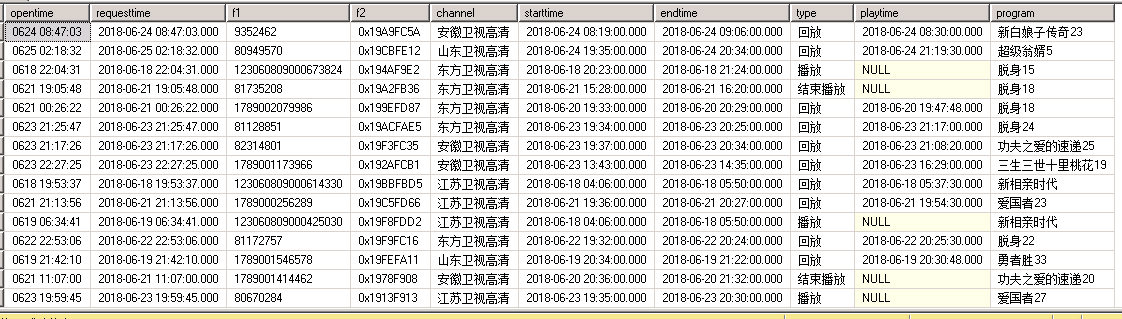 opentime requesttime f1 f2 channel starttime endtime type playtime program
0624 08:47:03 2018-06-24 08:47:03.000 9352462 0x19A9FC5A 安徽卫视高清 2018-06-24 08:19:00.000 2018-06-24 09:06:00.000 回放 2018-06-24 08:30:00.000 新白娘子传奇23
0625 02:18:32 2018-06-25 02:18:32.000 80949570 0x19CBFE12 山东卫视高清 2018-06-24 19:35:00.000 2018-06-24 20:34:00.000 回放 2018-06-24 21:19:30.000 超级翁婿5
0618 22:04:31 2018-06-18 22:04:31.000 123060809000673824 0x194AF9E2 东方卫视高清 2018-06-18 20:30:00.000 2018-06-18 21:24:00.000 播放 NULL 脱身15
0621 19:05:48 2018-06-21 19:05:48.000 81735208 0x19A2FB36 东方卫视高清 2018-06-21 15:28:00.000 2018-06-21 16:20:00.000 结束播放 NULL 脱身18
0621 00:26:22 2018-06-21 00:26:22.000 1789002079986 0x199EFD87 东方卫视高清 2018-06-20 19:33:00.000 2018-06-20 20:29:00.000 回放 2018-06-20 19:47:48.000 脱身18
0623 21:25:47 2018-06-23 21:25:47.000 81128851 0x19ACFAE5 东方卫视高清 2018-06-23 19:34:00.000 2018-06-23 20:25:00.000 回放 2018-06-23 21:17:00.000 脱身24
0623 21:17:26 2018-06-23 21:17:26.000 82314801 0x19F3FC35 安徽卫视高清 2018-06-23 19:37:00.000 2018-06-23 20:34:00.000 回放 2018-06-23 21:08:20.000 功夫之爱的速递25
0623 22:27:25 2018-06-23 22:27:25.000 1789001173966 0x192AFCB1 安徽卫视高清 2018-06-23 13:43:00.000 2018-06-23 14:35:00.000 回放 2018-06-23 16:29:00.000 三生三世十里桃花19
0618 19:53:37 2018-06-18 19:53:37.000 123060809000614330 0x19BBFBD5 江苏卫视高清 2018-06-18 04:06:00.000 2018-06-18 05:50:00.000 回放 2018-06-18 05:37:30.000 新相亲时代
0621 21:13:56 2018-06-21 21:13:56.000 1789000256289 0x19C5FD66 江苏卫视高清 2018-06-21 19:36:00.000 2018-06-21 20:27:00.000 回放 2018-06-21 19:54:30.000 爱国者23
0619 06:34:41 2018-06-19 06:34:41.000 123060809000425030 0x19F8FDD2 江苏卫视高清 2018-06-18 04:06:00.000 2018-06-18 05:50:00.000 播放 NULL 新相亲时代
0622 22:53:06 2018-06-22 22:53:06.000 81172757 0x19F9FC16 东方卫视高清 2018-06-22 19:32:00.000 2018-06-22 20:24:00.000 回放 2018-06-22 20:25:30.000 脱身22
0619 21:42:10 2018-06-19 21:42:10.000 1789001546578 0x19FEFA11 山东卫视高清 2018-06-19 20:34:00.000 2018-06-19 21:22:00.000 回放 2018-06-19 20:30:48.000 勇者胜33
0621 11:07:00 2018-06-21 11:07:00.000 1789001414462 0x1978F908 安徽卫视高清 2018-06-20 20:36:00.000 2018-06-20 21:32:00.000 结束播放 NULL 功夫之爱的速递20
0623 19:59:45 2018-06-23 19:59:45.000 80670284 0x1913F913 江苏卫视高清 2018-06-23 19:35:00.000 2018-06-23 20:30:00.000 播放 NULL 爱国者27